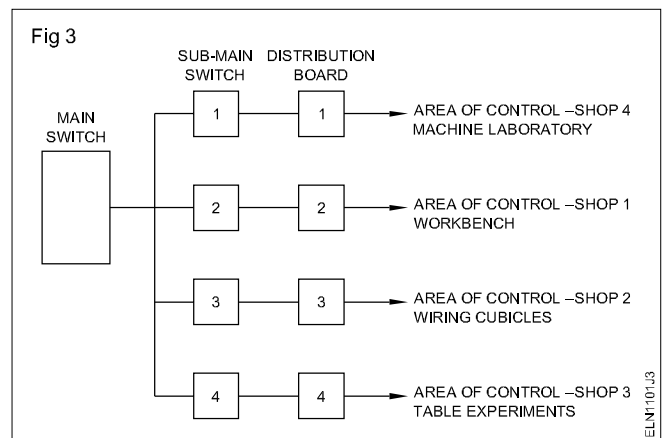 Fig 3
SUB-MAIN SWITCH
DISTRIBUTION BOARD
MAIN SWITCH
1
1
AREA OF CONTROL –SHOP 4
MACHINE LABORATORY
2
2
AREA OF CONTROL –SHOP 1
WORKBENCH
3
3
AREA OF CONTROL –SHOP 2
WIRING CUBICLES
4
4
AREA OF CONTROL –SHOP 3
TABLE EXPERIMENTS
ELN1101J3